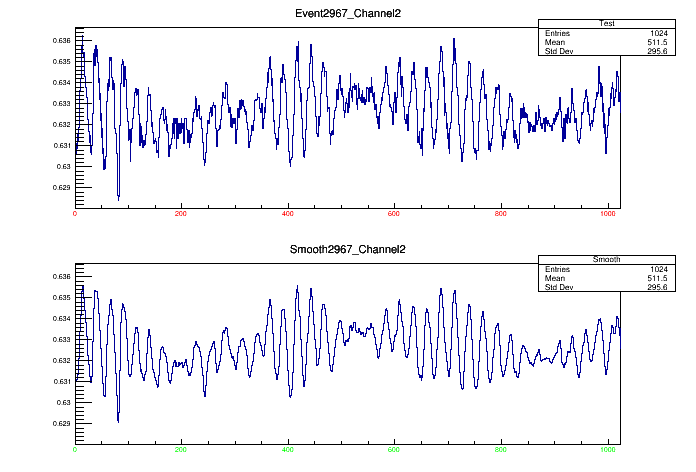 Event2967_Channel2
Test
Entries 1024
Mean 511.5
Std Dev 295.6
0.636
0.635
0.634
0.633
0.632
0.631
0.63
0.629
0 200 400 600 800 1000
Smooth2967_Channel2
Smooth
Entries 1024
Mean 511.5
Std Dev 295.6
0.636
0.635
0.634
0.633
0.632
0.631
0.63
0.629
0 200 400 600 800 1000